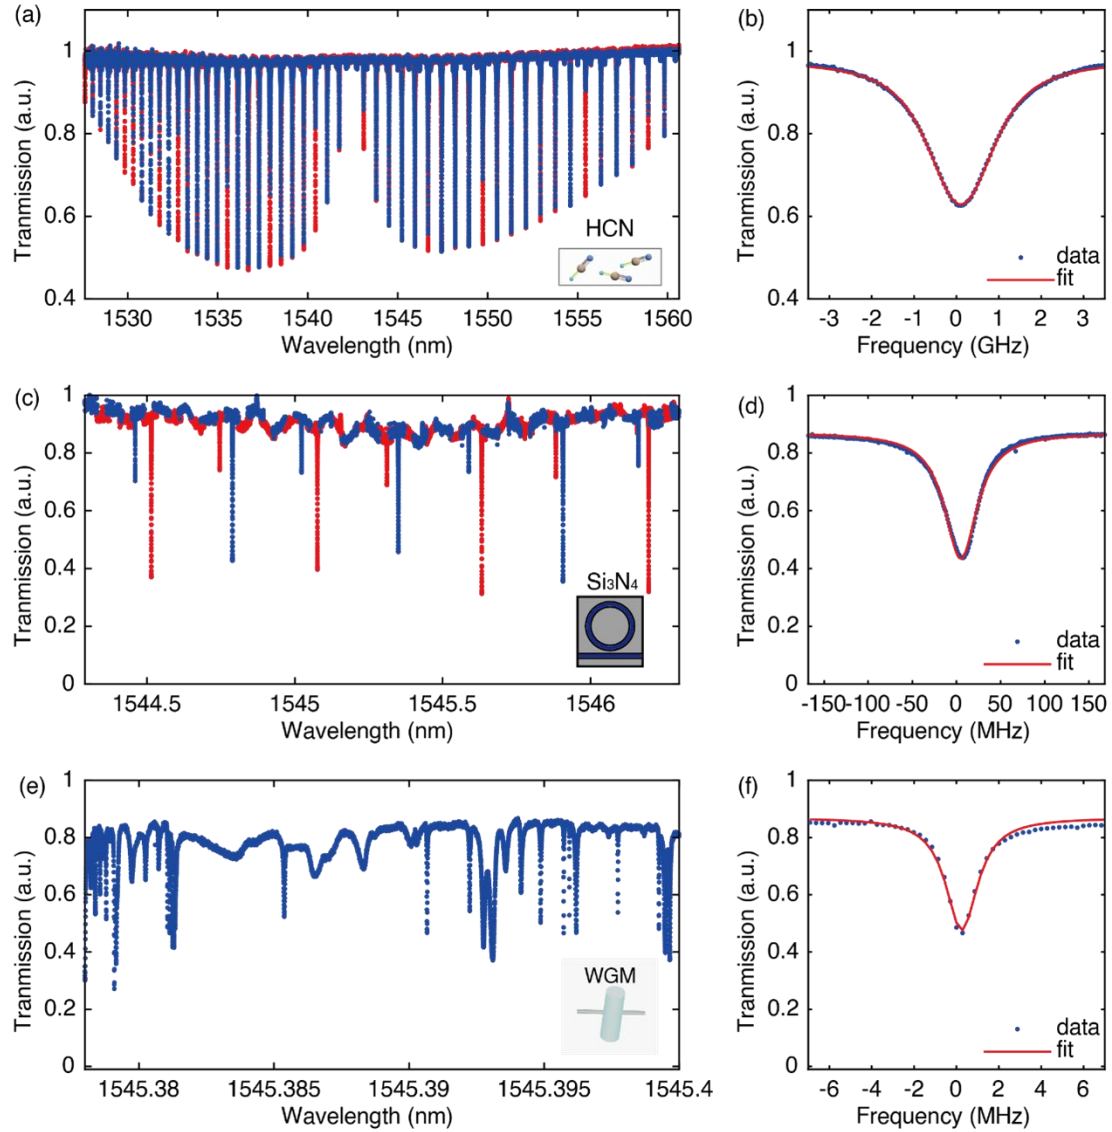 (a)
1
0.8
0.6
0.4
Tranmission (a.u.)
1530 1535 1540 1545 1550 1555 1560
Wavelength (nm)
HCN
(b)
1
0.8
0.6
0.4
Tranmission (a.u.)
data
fit
-3 -2 -1 0 1 2 3
Frequency (GHz)
(c)
1
0.8
0.6
0.4
0.2
0
Tranmission (a.u.)
Si3N4
1544.5 1545 1545.5 1546
Wavelength (nm)
(d)
1
0.8
0.6
0.4
0.2
0
Tranmission (a.u.)
data
fit
-150 -100 -50 0 50 100 150
Frequency (MHz)
(e)
1
0.8
0.6
0.4
0.2
0
Tranmission (a.u.)
WGM
1545.38 1545.385 1545.39 1545.395 1545.4
Wavelength (nm)
(f)
1
0.8
0.6
0.4
0.2
0
Tranmission (a.u.)
data
fit
-6 -4 -2 0 2 4 6
Frequency (MHz)